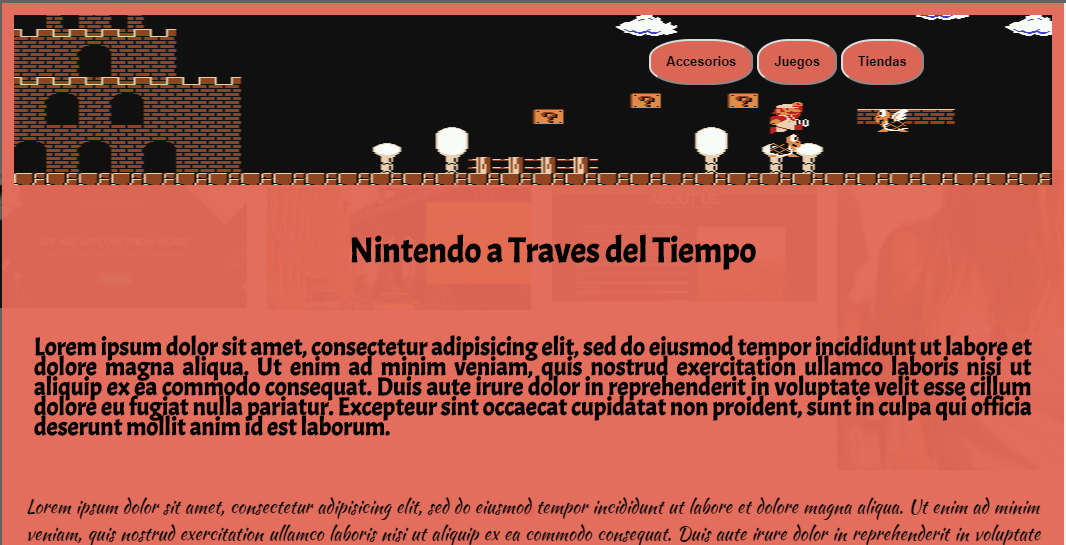 Accesorios Juegos Tiendas
ABOUT US
Nintendo a Traves del Tiempo
Lorem ipsum dolor sit amet, consectetur adipisicing elit, sed do eiusmod tempor incididunt ut labore et
dolore magna aliqua. Ut enim ad minim veniam, quis nostrud exercitation ullamco laboris nisi ut
aliquip ex ea commodo consequat. Duis aute irure dolor in reprehenderit in voluptate velit esse cillum
dolore eu fugiat nulla pariatur. Excepteur sint occaecat cupidatat non proident, sunt in culpa qui officia
deserunt mollit anim id est laborum.
Lorem ipsum dolor sit amet, consectetur adipisicing elit, sed do eiusmod tempor incididunt ut labore et dolore magna aliqua. Ut enim ad minim
veniam, quis nostrud exercitation ullamco laboris nisi ut aliquip ex ea commodo consequat. Duis aute irure dolor in reprehenderit in voluptate